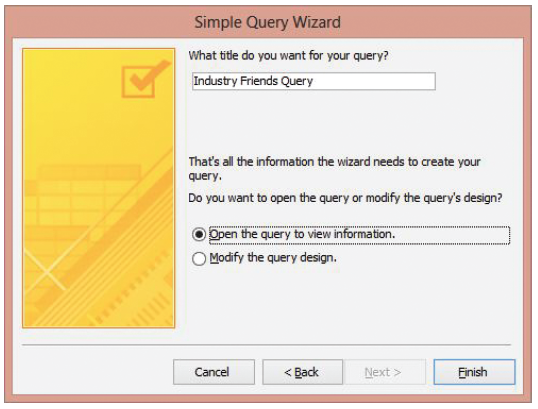 Simple Query Wizard
What title do you want for your query?
Industry Friends Query
That's all the information the wizard needs to create your
query.
Do you want to open the query or modify the query's design?
Open the query to view information.
Modify the query design.
Cancel
< Back
Next >
Finish